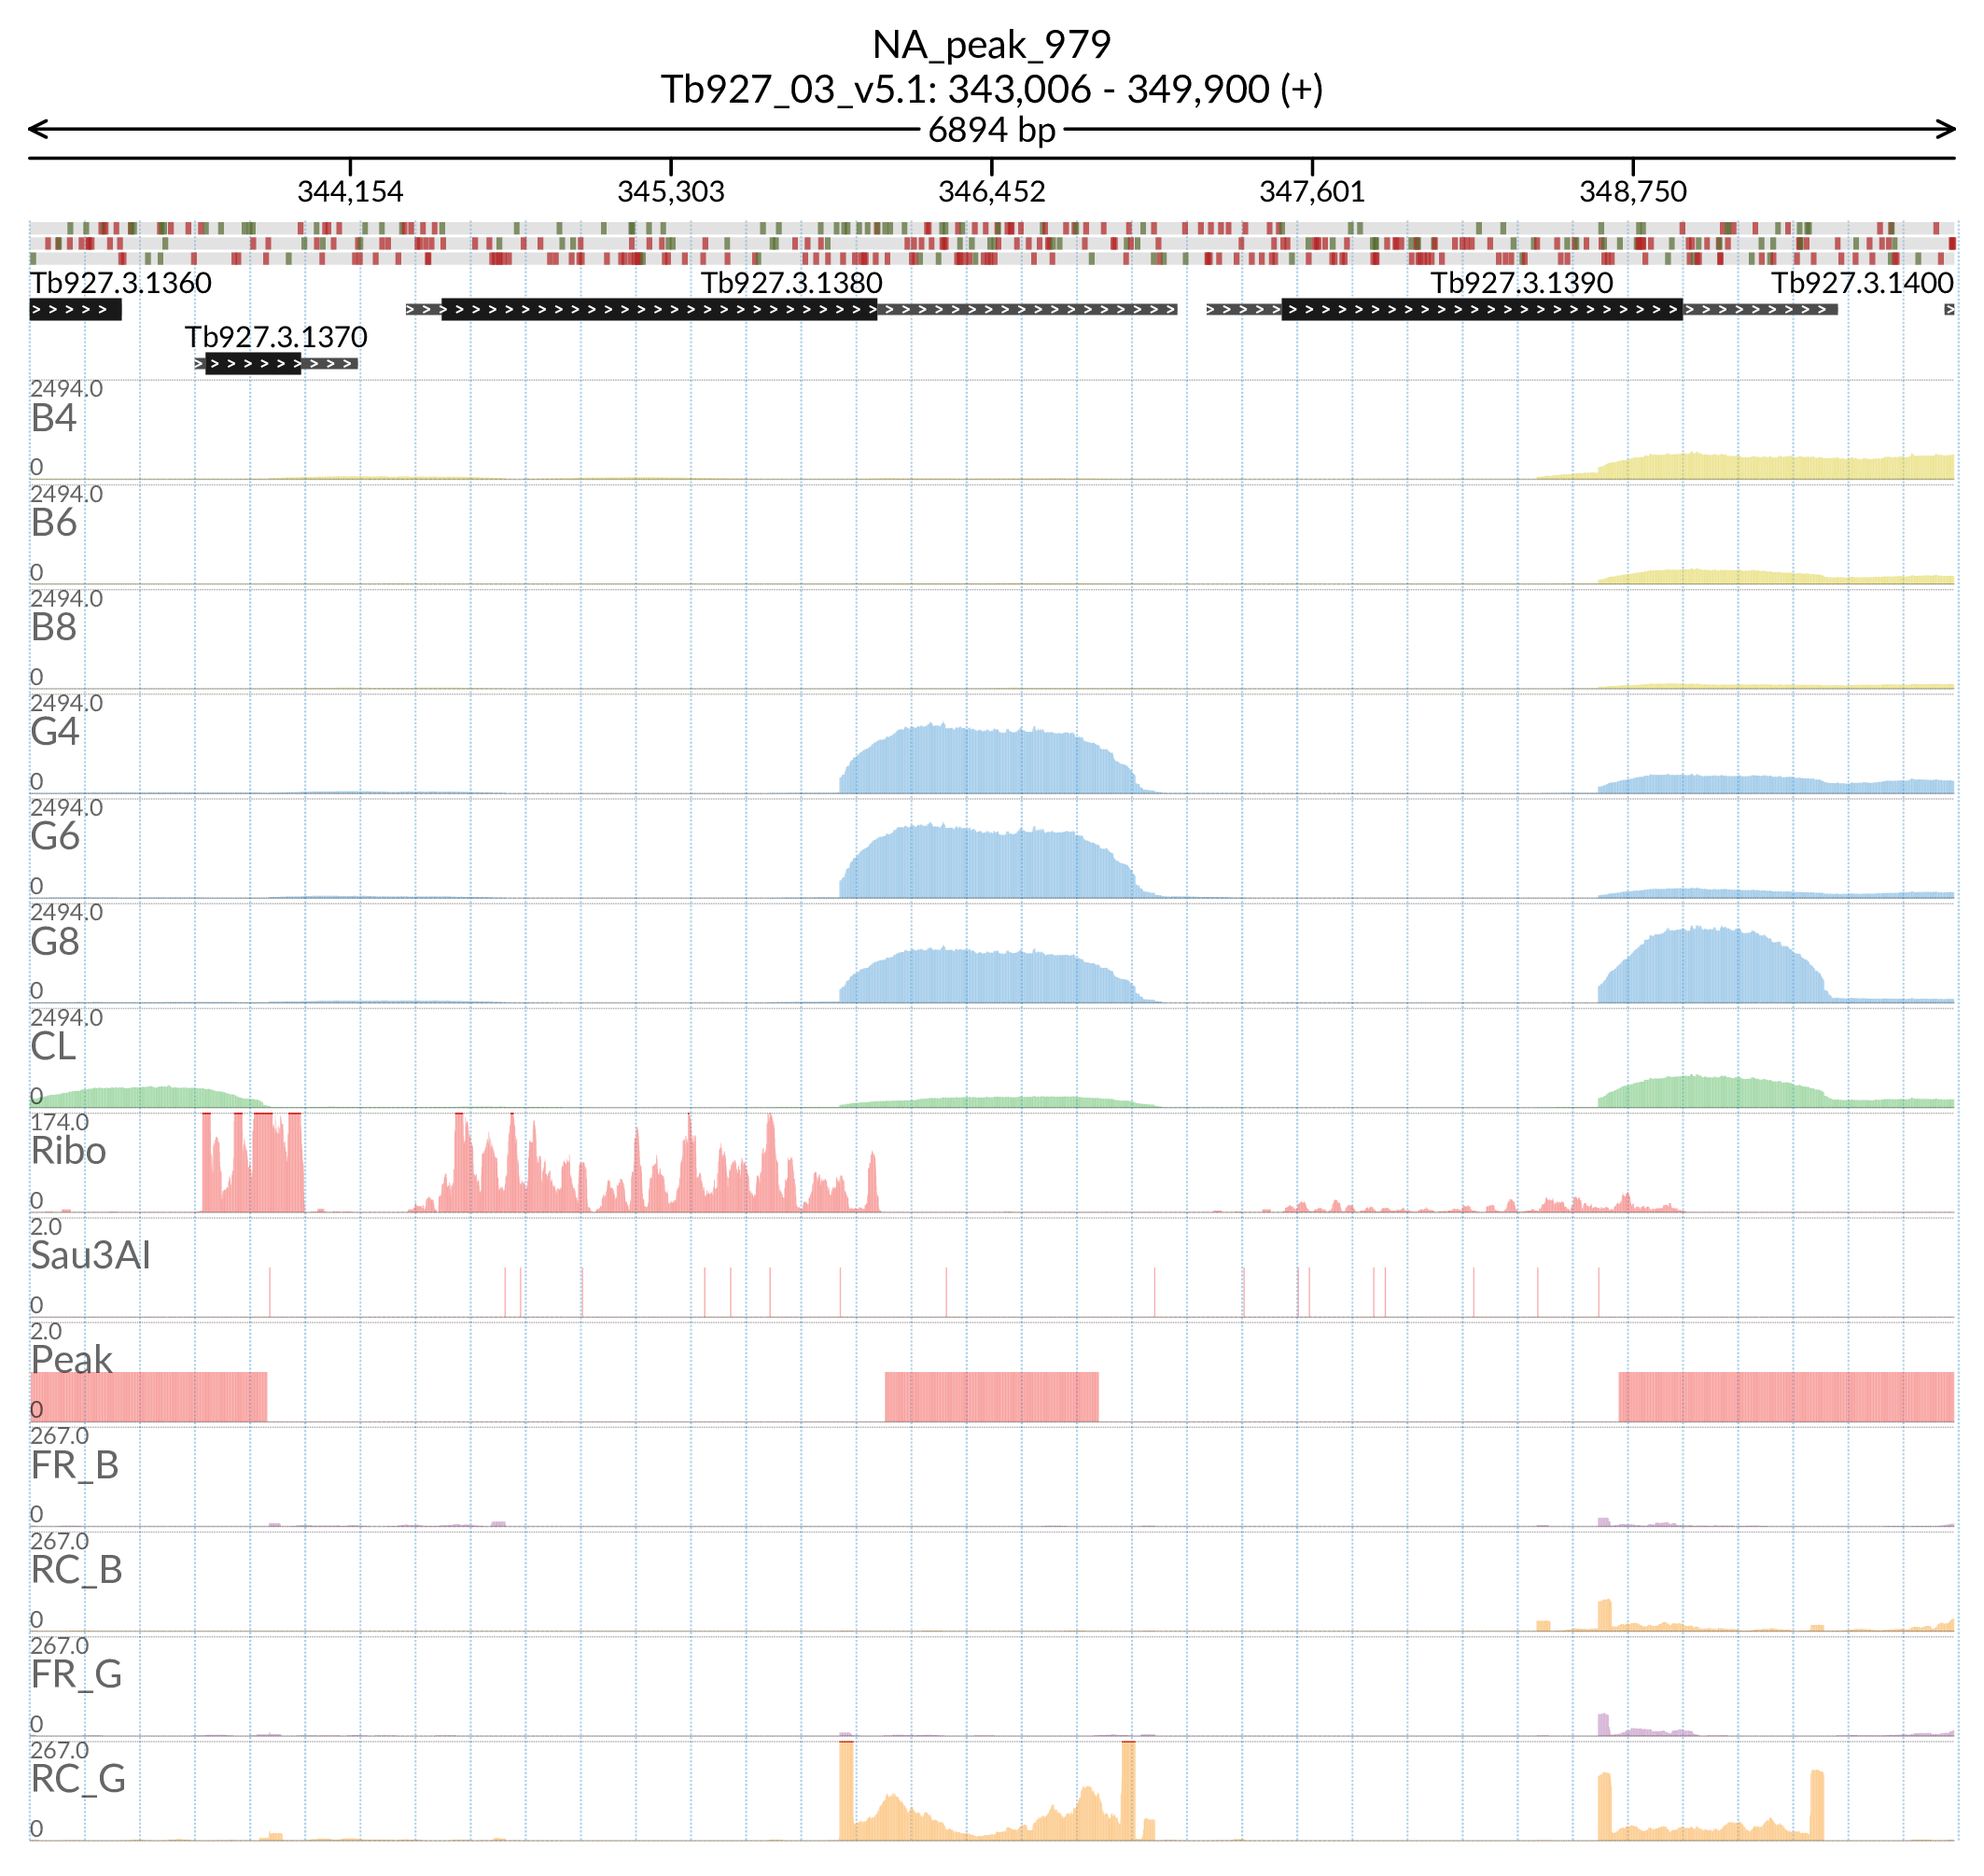 NA_peak_979
Tb927_03_v5.1: 343,006 - 349,900 (+)
6894 bp
344,154 345,303 346,452 347,601 348,750
Tb927.3.1360 Tb927.3.1380 Tb927.3.1390 Tb927.3.1400
Tb927.3.1370
2494.0
B4
0
2494.0
B6
0
2494.0
B8
0
2494.0
G4
0
2494.0
G6
0
2494.0
G8
0
2494.0
CL
0
174.0
Ribo
0
2.0
Sau3AI
0
2.0
Peak
0
267.0
FR_B
0
267.0
RC_B
0
267.0
FR_G
0
267.0
RC_G
0